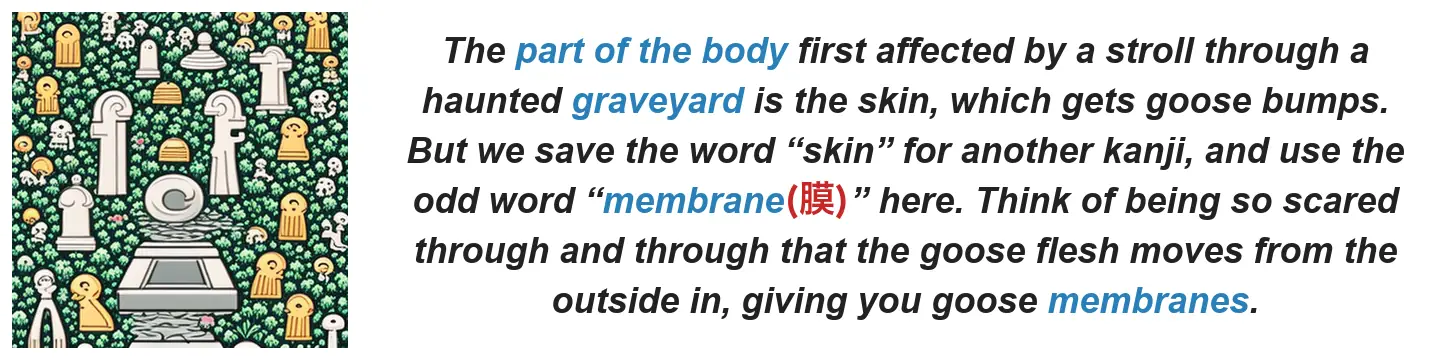 The part of the body first affected by a stroll through a
haunted graveyard is the skin, which gets goose bumps.
But we save the word “skin” for another kanji, and use the
odd word “membrane(膜)” here. Think of being so scared
through and through that the goose flesh moves from the
outside in, giving you goose membranes.